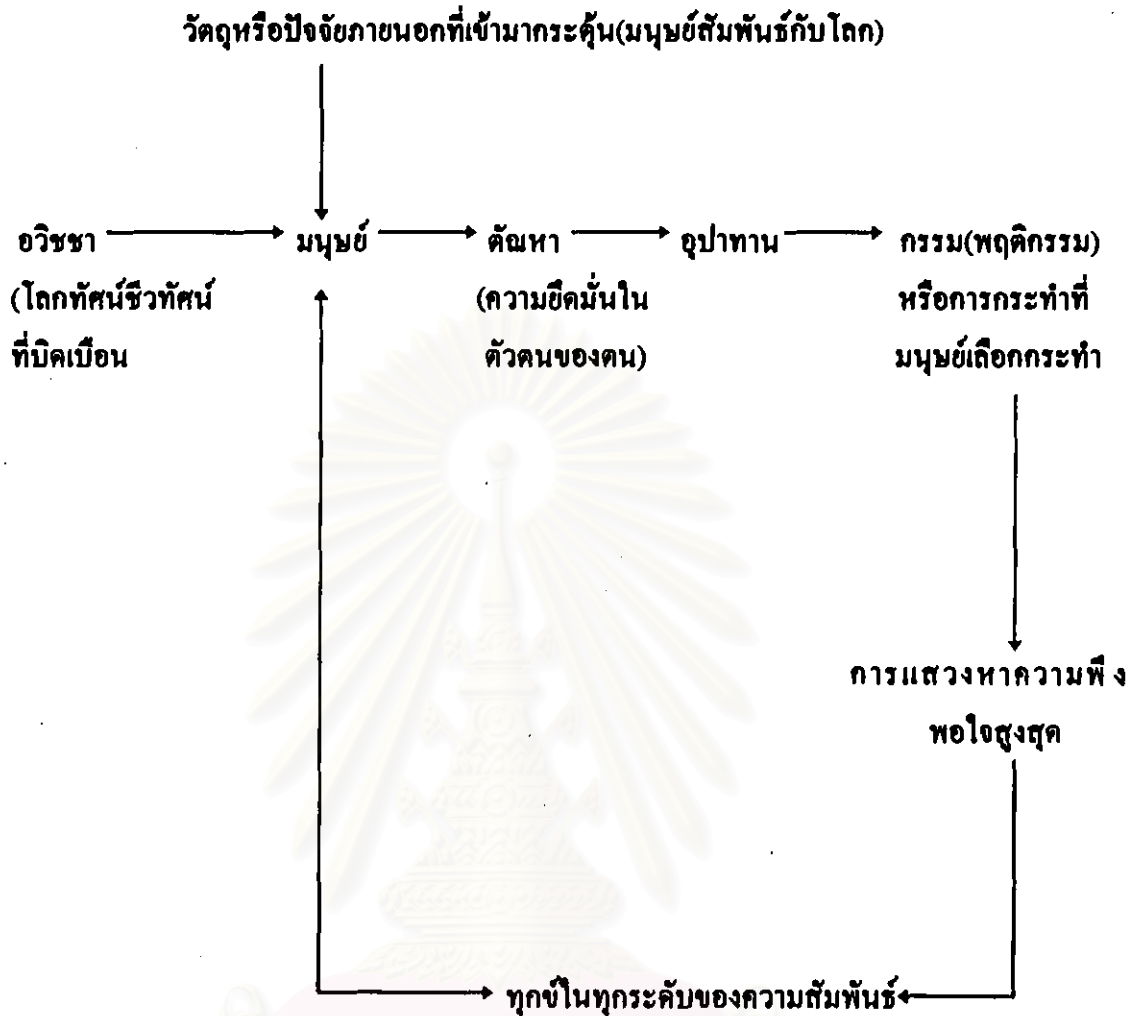 วัตถุหรือปัจจัยภายนอกที่เข้ามากระตุ้น(มนุษย์สัมพันธ์กับโลก)
อวิชชา มนุษย์ ตัณหา อุปาทาน กรรม(พฤติกรรม)
(โลกทัศน์ชีวทัศน์ (ความยึดมั่นใน หรือการกระทำที่
ที่บิดเบือน ตัวตนของตน) มนุษย์เลือกกระทำ
การแสวงหาความพึง
พอใจสูงสุด
ทุกข์ในทุกระดับของความสัมพันธ์